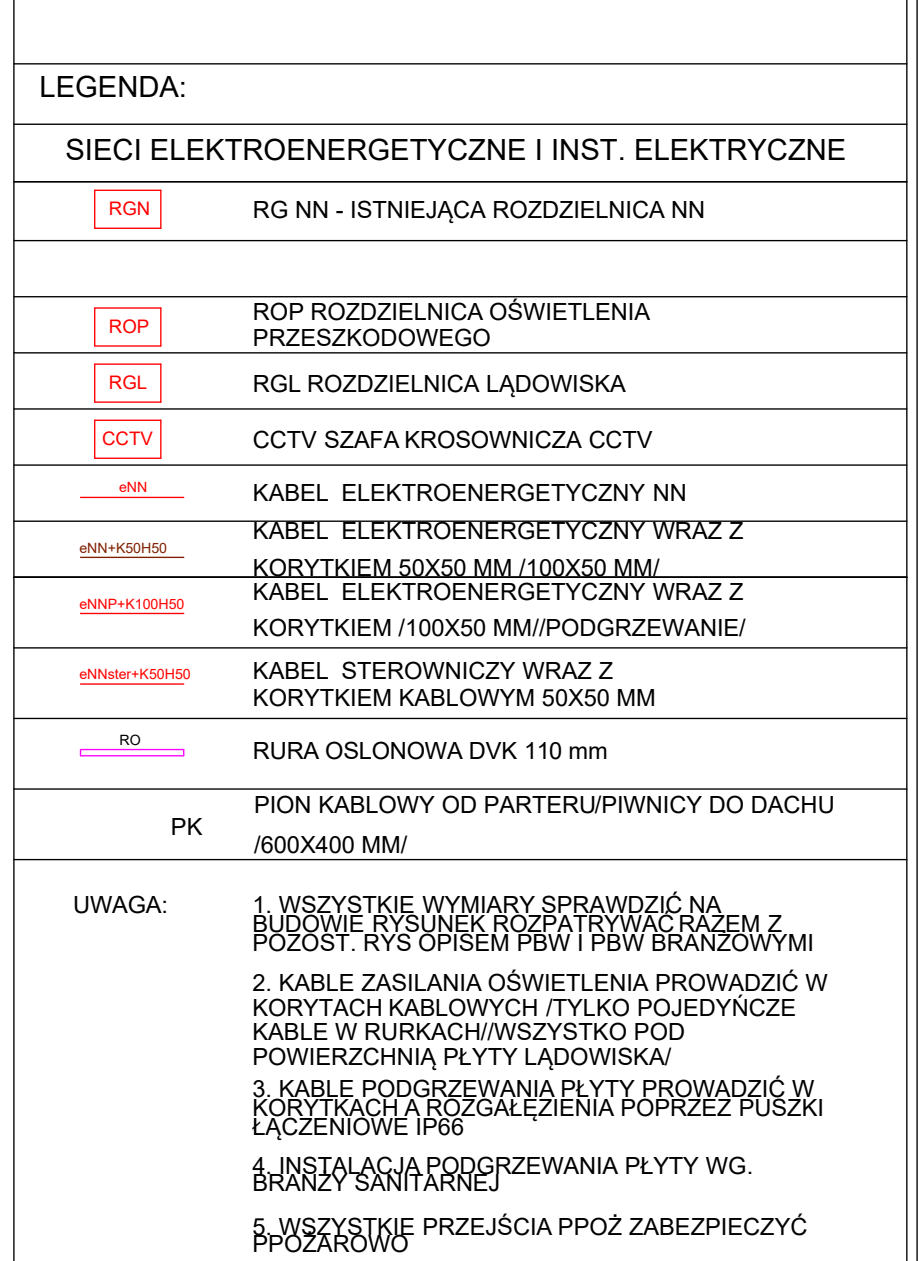 LEGENDA:
SIECI ELEKTROENERGETYCZNE I INST. ELEKTRYCZNE
RGN RG NN - ISTNIEJĄCA ROZDZIELNICA NN
ROP ROP ROZDZIELNICA OŚWIETLENIA
PRZESZKODOWEGO
RGL RGL ROZDZIELNICA LĄDOWISKA
CCTV CCTV SZAFA KROSOWNICZA CCTV
eNN KABEL ELEKTROENERGETYCZNY NN
eNN+K50H50 KABEL ELEKTROENERGETYCZNY WRAZ Z
KORYTKIEM 50X50 MM /100X50 MM/
eNNP+K100H50 KABEL ELEKTROENERGETYCZNY WRAZ Z
KORYTKIEM /100X50 MM//PODGRZEWANIE/
eNNster+K50H50 KABEL STEROWNICZY WRAZ Z
KORYTKIEM KABLOWYM 50X50 MM
RO RURA OSLONOWA DVK 110 mm
PK PION KABLOWY OD PARTERU/PIWNICY DO DACHU
/600X400 MM/
UWAGA: 1. WSZYSTKIE WYMIARY SPRAWDZIĆ NA
BUDOWIE RYSUNEK ROZPATRYWAĆ RAZEM Z
POZOST. RYS OPISEM PBW I PBW BRANŻOWYMI
2. KABLE ZASILANIA OŚWIETLENIA PROWADZIĆ W
KORYTACH KABLOWYCH /TYLKO POJEDYŃCZE
KABLE W RURKACH//WSZYSTKO POD
POWIERZCHNIĄ PŁYTY LĄDOWISKA/
3. KABLE PODGRZEWANIA PŁYTY PROWADZIĆ W
KORYTKACH A ROZGAŁĘZIENIA POPRZEZ PUSZKI
ŁĄCZENIOWE IP66
4. INSTALACJA PODGRZEWANIA PŁYTY WG.
BRANŻY SANITARNEJ
5. WSZYSTKIE PRZEJŚCIA PPOŻ ZABEZPIECZYĆ
PPOŻAROWO